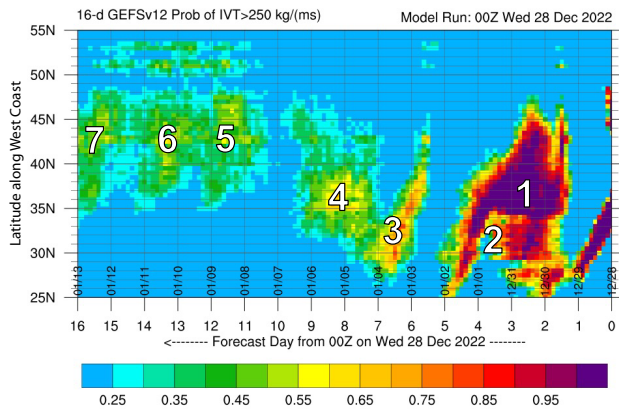 16-d GEFSv12 Prob of IVT>250 kg/(ms) Model Run: 00Z Wed 28 Dec 2022
55N
50N
45N
40N
35N
30N
25N
Latitude along West Coast
7 6 5 4 3 2 1
01/13 01/12 01/11 01/10 01/09 01/08 01/07 01/06 01/05 01/04 01/03 01/02 01/01 12/31 12/30 12/29 12/28
16 15 14 13 12 11 10 9 8 7 6 5 4 3 2 1 0
<-------- Forecast Day from 00Z on Wed 28 Dec 2022 --------
0.25 0.35 0.45 0.55 0.65 0.75 0.85 0.95